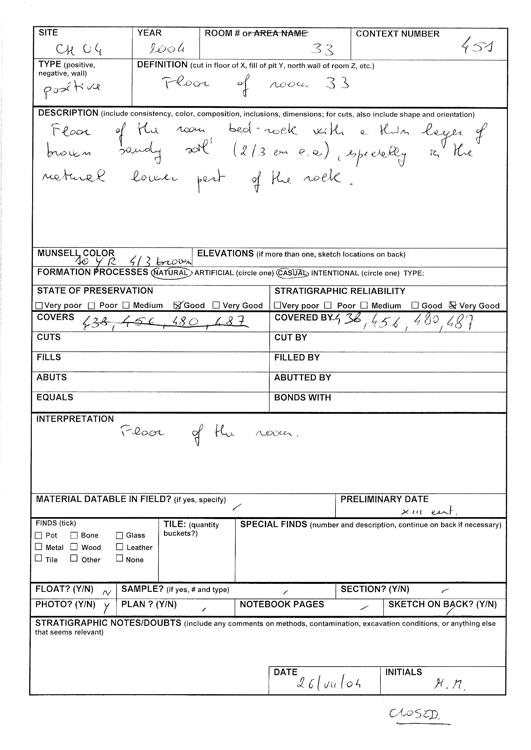 SITE
CH 04
YEAR
2004
ROOM # or AREA NAME
33
CONTEXT NUMBER
451
TYPE (positive, negative, wall)
positive
DEFINITION (cut in floor of X, fill of pit Y, north wall of room Z, etc.)
Floor of room 33
DESCRIPTION (include consistency, color, composition, inclusions, dimensions; for cuts, also include shape and orientation)
Floor of the room bed-rock with a thin layer of
brown sandy soil (2/3 cm c.a), especially in the
natural lower part of the rock.
MUNSELL COLOR
10 YR 4/3 brown
ELEVATIONS (if more than one, sketch locations on back)
FORMATION PROCESSES NATURAL ARTIFICIAL (circle one) CASUAL INTENTIONAL (circle one) TYPE:
STATE OF PRESERVATION
Very poor Poor Medium Good Very Good
STRATIGRAPHIC RELIABILITY
Very poor Poor Medium Good Very Good
COVERS 438, 456, 480, 487
COVERED BY 438, 456, 480, 487
CUTS
CUT BY
FILLS
FILLED BY
ABUTS
ABUTTED BY
EQUALS
BONDS WITH
INTERPRETATION
Floor of the room.
MATERIAL DATABLE IN FIELD? (if yes, specify) /
PRELIMINARY DATE
XIII cent.
FINDS (tick)
Pot Bone Glass
Metal Wood Leather
Tile Other None
TILE: (quantity buckets?)
SPECIAL FINDS (number and description, continue on back if necessary)
FLOAT? (Y/N) N
SAMPLE? (if yes, # and type) /
SECTION? (Y/N) /
PHOTO? (Y/N) Y
PLAN ? (Y/N) /
NOTEBOOK PAGES /
SKETCH ON BACK? (Y/N) /
STRATIGRAPHIC NOTES/DOUBTS (include any comments on methods, contamination, excavation conditions, or anything else
that seems relevant)
DATE
26/VII/04
INITIALS
M.M.
CLOSED.